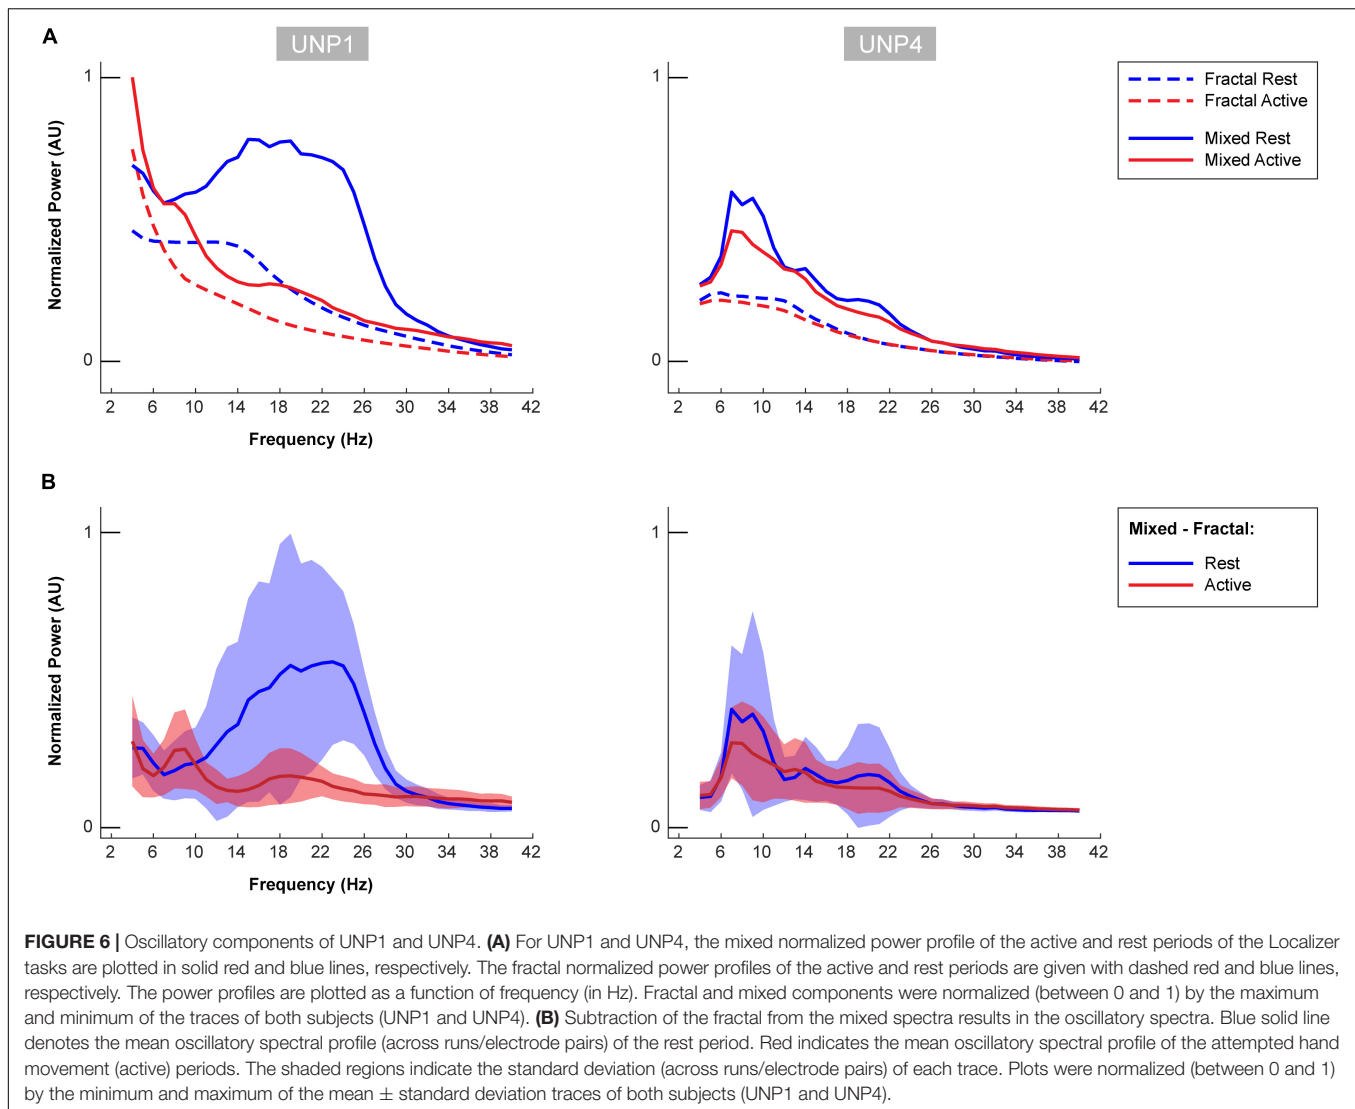 A
UNP1
UNP4
1
0
Normalized Power (AU)
2 6 10 14 18 22 26 30 34 38 42
Frequency (Hz)
1
0
2 6 10 14 18 22 26 30 34 38 42
Fractal Rest
Fractal Active
Mixed Rest
Mixed Active
B
1
0
Normalized Power (AU)
2 6 10 14 18 22 26 30 34 38 42
Frequency (Hz)
1
0
2 6 10 14 18 22 26 30 34 38 42
Mixed - Fractal:
Rest
Active
FIGURE 6 | Oscillatory components of UNP1 and UNP4. (A) For UNP1 and UNP4, the mixed normalized power profile of the active and rest periods of the Localizer
tasks are plotted in solid red and blue lines, respectively. The fractal normalized power profiles of the active and rest periods are given with dashed red and blue lines,
respectively. The power profiles are plotted as a function of frequency (in Hz). Fractal and mixed components were normalized (between 0 and 1) by the maximum
and minimum of the traces of both subjects (UNP1 and UNP4). (B) Subtraction of the fractal from the mixed spectra results in the oscillatory spectra. Blue solid line
denotes the mean oscillatory spectral profile (across runs/electrode pairs) of the rest period. Red indicates the mean oscillatory spectral profile of the attempted hand
movement (active) periods. The shaded regions indicate the standard deviation (across runs/electrode pairs) of each trace. Plots were normalized (between 0 and 1)
by the minimum and maximum of the mean ± standard deviation traces of both subjects (UNP1 and UNP4).